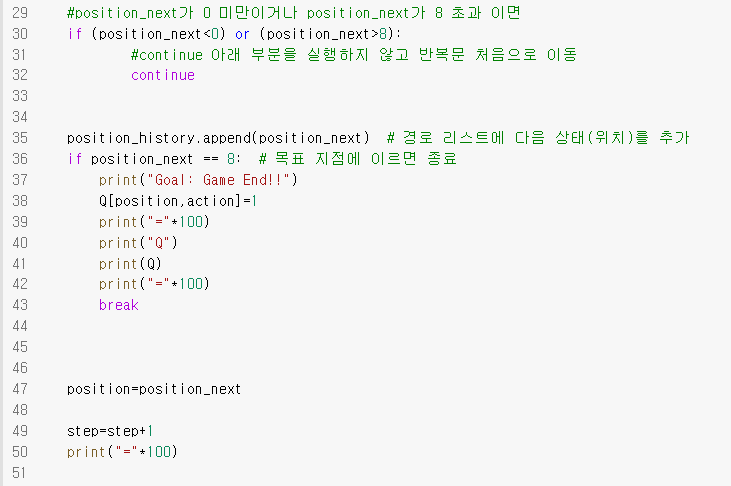 29 #position_next가 0 미만이거나 position_next가 8 초과 이면
30 if (position_next<0) or (position_next>8):
31 #continue 아래 부분을 실행하지 않고 반복문 처음으로 이동
32 continue
33
34
35 position_history.append(position_next) # 경로 리스트에 다음 상태(위치)를 추가
36 if position_next == 8: # 목표 지점에 이르면 종료
37 print("Goal: Game End!!")
38 Q[position,action]=1
39 print("="*100)
40 print("Q")
41 print(Q)
42 print("="*100)
43 break
44
45
46
47 position=position_next
48
49 step=step+1
50 print("="*100)
51